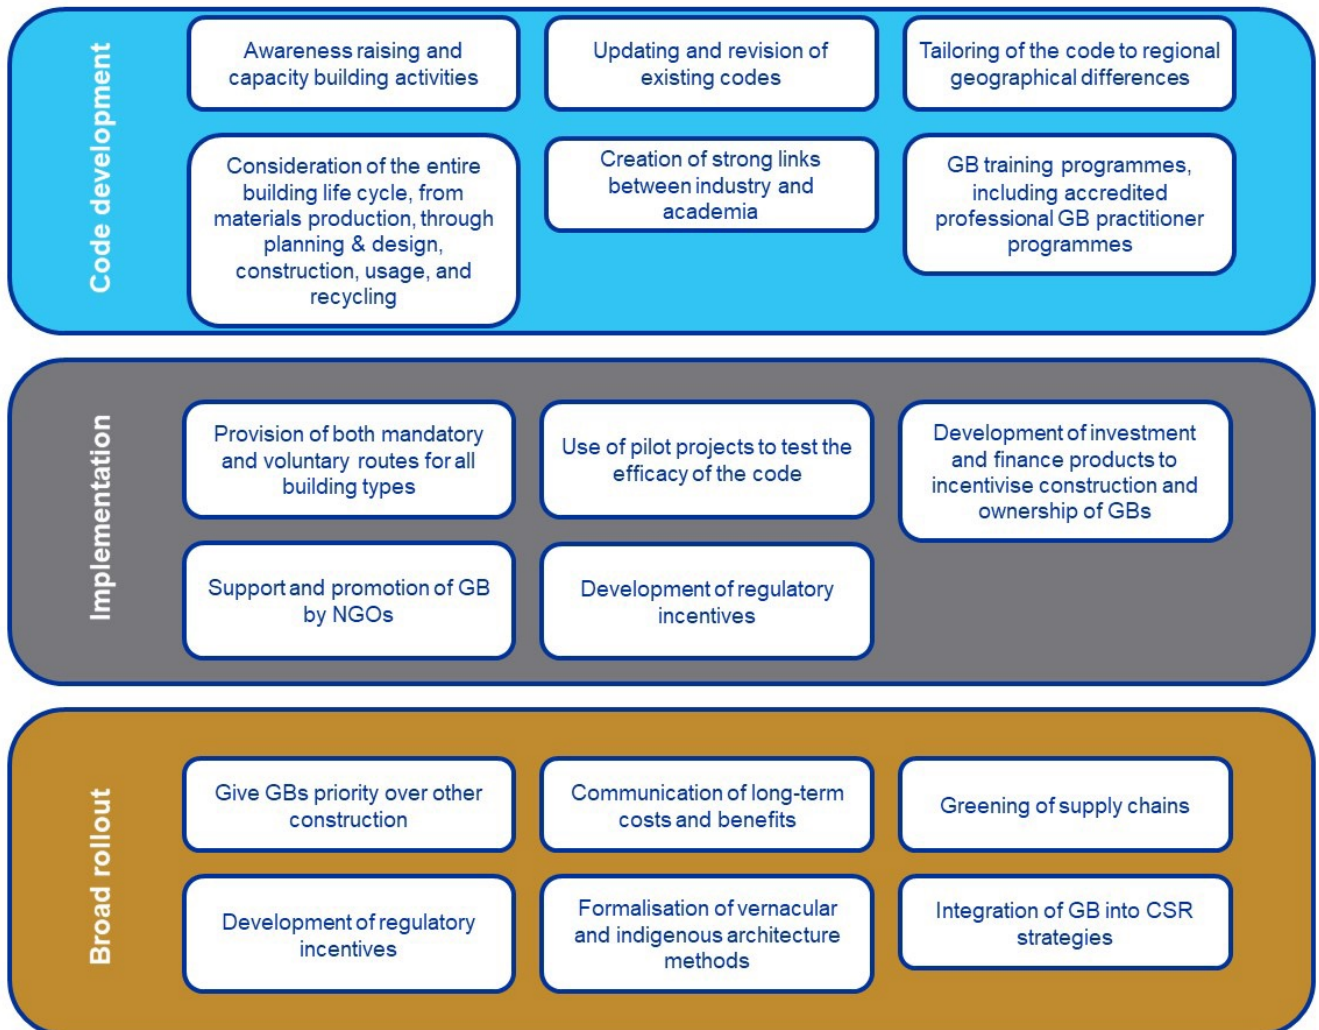 Code development
Awareness raising and
capacity building activities
Updating and revision of
existing codes
Tailoring of the code to regional
geographical differences
Consideration of the entire
building life cycle, from
materials production, through
planning & design,
construction, usage, and
recycling
Creation of strong links
between industry and
academia
GB training programmes,
including accredited
professional GB practitioner
programmes
Implementation
Provision of both mandatory
and voluntary routes for all
building types
Use of pilot projects to test the
efficacy of the code
Development of investment
and finance products to
incentivise construction and
ownership of GBs
Support and promotion of GB
by NGOs
Development of regulatory
incentives
Broad rollout
Give GBs priority over other
construction
Communication of long-term
costs and benefits
Greening of supply chains
Development of regulatory
incentives
Formalisation of vernacular
and indigenous architecture
methods
Integration of GB into CSR
strategies